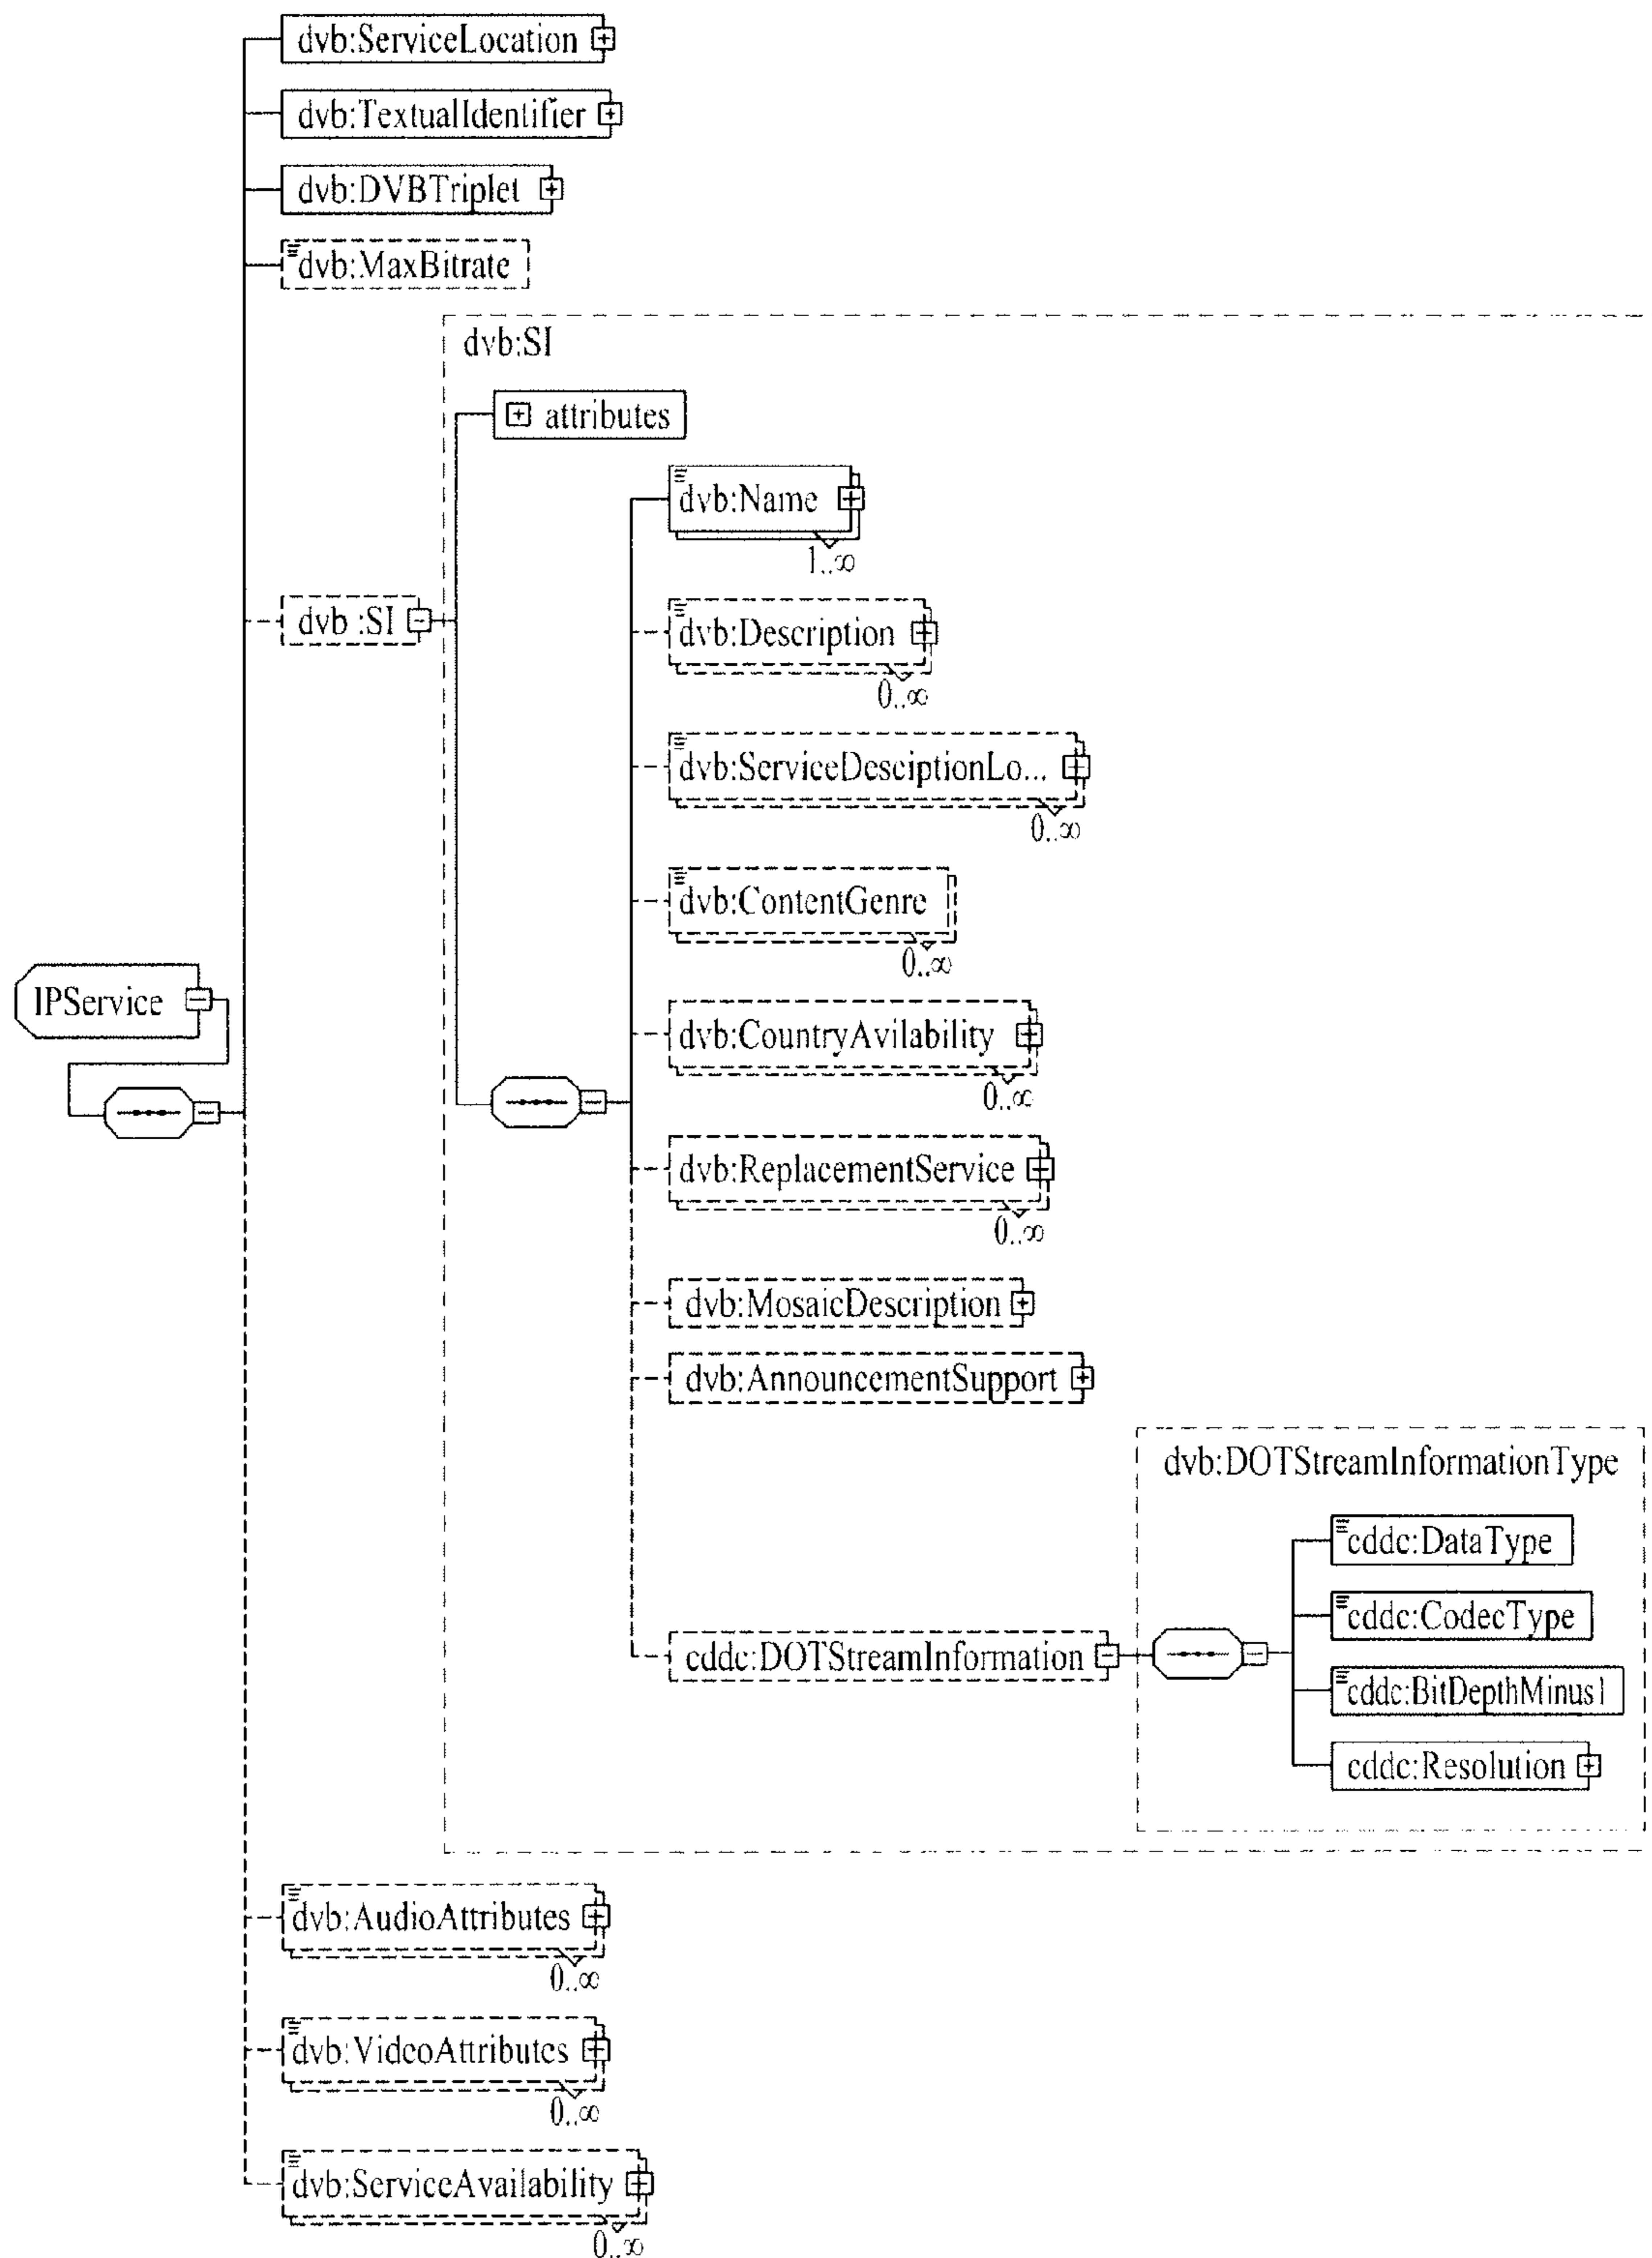 dvb:ServiceLocation
dvb:TextualIdentifier
dvb:DVBTriplet
dvb:MaxBitrate
dvb:SI
attributes
dvb:Name
1..∞
dvb :SI
dvb:Description
0..∞
dvb:ServiceDesciptionLo...
0..∞
dvb:ContentGenre
0..∞
IPService
dvb:CountryAvilability
0..∞
dvb:ReplacementService
0..∞
dvb:MosaicDescription
dvb:AnnouncementSupport
dvb:DOTStreamInformationType
cddc:DataType
cddc:CodecType
cddc:DOTStreamInformation
cddc:BitDepthMinus1
cddc:Resolution
dvb:AudioAttributes
0..∞
dvb:VideoAttributes
0..∞
dvb:ServiceAvailability
0..∞